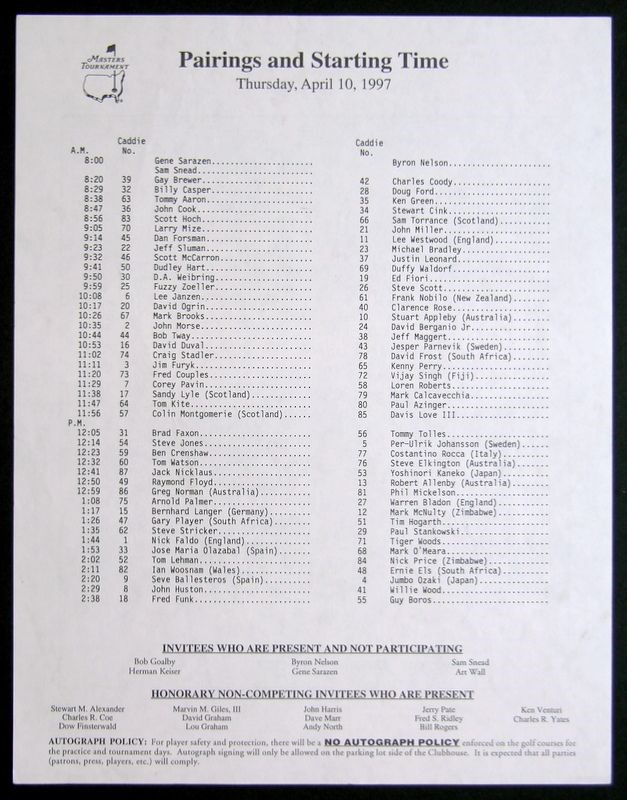 MASTERS
TOURNAMENT
Pairings and Starting Time
Thursday, April 10, 1997
Caddie Caddie
A.M. No. No.
8:00 Gene Sarazen Byron Nelson
Sam Snead
8:20 39 Gay Brewer 42 Charles Coody
8:29 32 Billy Casper 28 Doug Ford
8:38 63 Tommy Aaron 35 Ken Green
8:47 36 John Cook 34 Stewart Cink
8:56 83 Scott Hoch 66 Sam Torrance (Scotland)
9:05 70 Larry Mize 21 John Miller
9:14 45 Dan Forsman 11 Lee Westwood (England)
9:23 22 Jeff Sluman 23 Michael Bradley
9:32 46 Scott McCarron 37 Justin Leonard
9:41 50 Dudley Hart 69 Duffy Waldorf
9:50 30 D.A. Weibring 19 Ed Fiori
9:59 25 Fuzzy Zoeller 26 Steve Scott
10:08 6 Lee Janzen 61 Frank Nobilo (New Zealand)
10:17 20 David Ogrin 40 Clarence Rose
10:26 67 Mark Brooks 10 Stuart Appleby (Australia)
10:35 2 John Morse 24 David Berganio Jr
10:44 44 Bob Tway 38 Jeff Maggert
10:53 16 David Duval 43 Jesper Parnevik (Sweden)
11:02 74 Craig Stadler 78 David Frost (South Africa)
11:11 3 Jim Furyk 65 Kenny Perry
11:20 73 Fred Couples 72 Vijay Singh (Fiji)
11:29 7 Corey Pavin 58 Loren Roberts
11:38 17 Sandy Lyle (Scotland) 79 Mark Calcavecchia
11:47 64 Tom Kite 80 Paul Azinger
11:56 57 Colin Montgomerie (Scotland) 85 Davis Love III
P.M.
12:05 31 Brad Faxon 56 Tommy Tolles
12:14 54 Steve Jones 5 Per-Ulrik Johansson (Sweden)
12:23 59 Ben Crenshaw 77 Costantino Rocca (Italy)
12:32 60 Tom Watson 76 Steve Elkington (Australia)
12:41 87 Jack Nicklaus 53 Yoshinori Kaneko (Japan)
12:50 49 Raymond Floyd 13 Robert Allenby (Australia)
12:59 86 Greg Norman (Australia) 81 Phil Mickelson
1:08 75 Arnold Palmer 27 Warren Bladon (England)
1:17 15 Bernhard Langer (Germany) 12 Mark McNulty (Zimbabwe)
1:26 47 Gary Player (South Africa) 51 Tim Hogarth
1:35 62 Steve Stricker 29 Paul Stankowski
1:44 1 Nick Faldo (England) 71 Tiger Woods
1:53 33 Jose Maria Olazabal (Spain) 68 Mark O'Meara
2:02 52 Tom Lehman 84 Nick Price (Zimbabwe)
2:11 82 Ian Woosnam (Wales) 48 Ernie Els (South Africa)
2:20 9 Seve Ballesteros (Spain) 4 Jumbo Ozaki (Japan)
2:29 8 John Huston 41 Willie Wood
2:38 18 Fred Funk 55 Guy Boros
INVITEES WHO ARE PRESENT AND NOT PARTICIPATING
Bob Goalby Byron Nelson Sam Snead
Herman Keiser Gene Sarazen Art Wall
HONORARY NON-COMPETING INVITEES WHO ARE PRESENT
Stewart M. Alexander Marvin M. Giles, III John Harris Jerry Pate Ken Venturi
Charles R. Coe David Graham Dave Marr Fred S. Ridley Charles R. Yates
Dow Finsterwald Lou Graham Andy North Bill Rogers
AUTOGRAPH POLICY: For player safety and protection, there will be a NO AUTOGRAPH POLICY enforced on the golf courses for
the practice and tournament days. Autograph signing will only be allowed on the parking lot side of the Clubhouse. It is expected that all parties
(patrons, press, players, etc.) will comply.